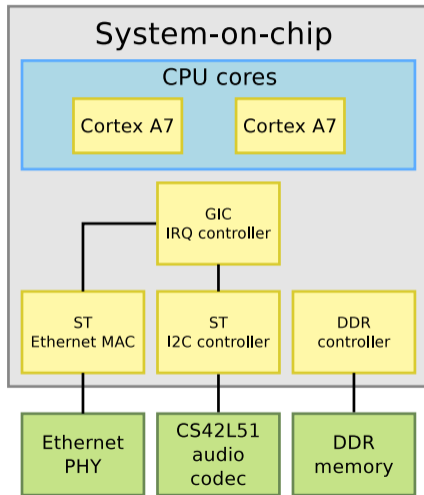 System-on-chip
CPU cores
Cortex A7
Cortex A7
GIC
IRQ controller
ST
Ethernet MAC
ST
I2C controller
DDR
controller
Ethernet
PHY
CS42L51
audio
codec
DDR
memory